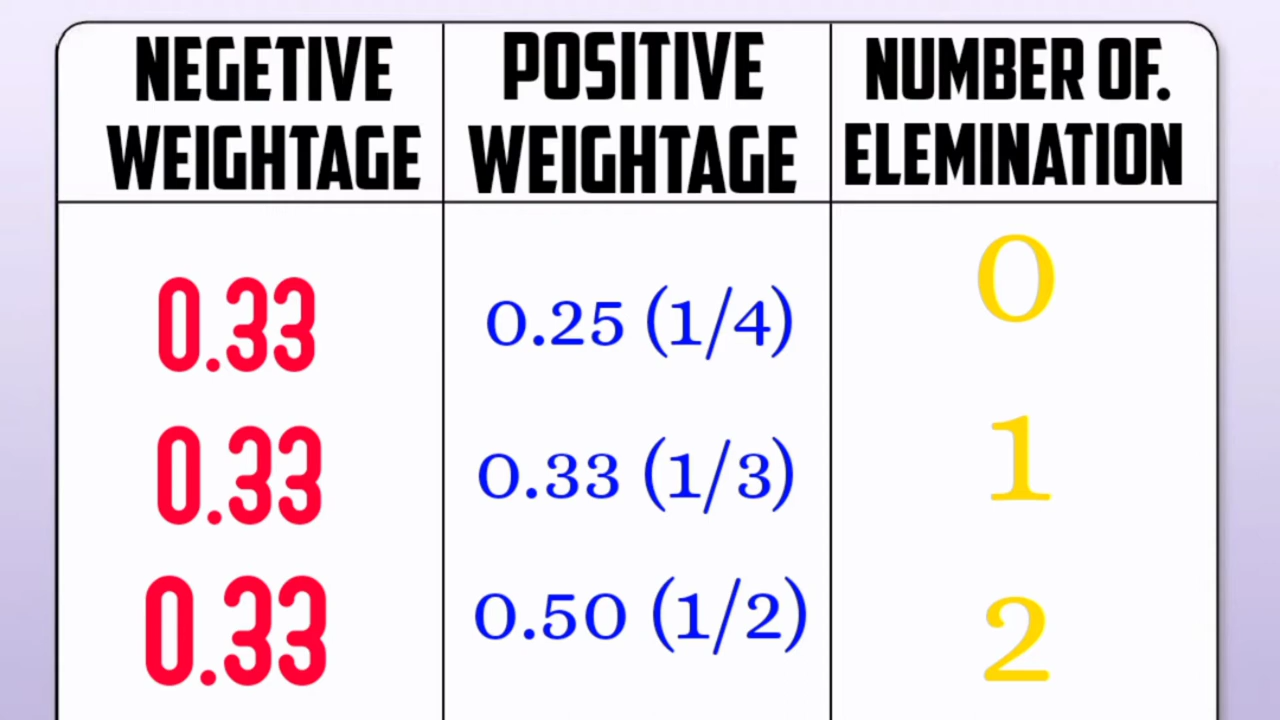 NEGETIVE
WEIGHTAGE
POSITIVE
WEIGHTAGE
NUMBER OF.
ELEMINATION
0.33
0.25 (1/4)
0
0.33
0.33 (1/3)
1
0.33
0.50 (1/2)
2